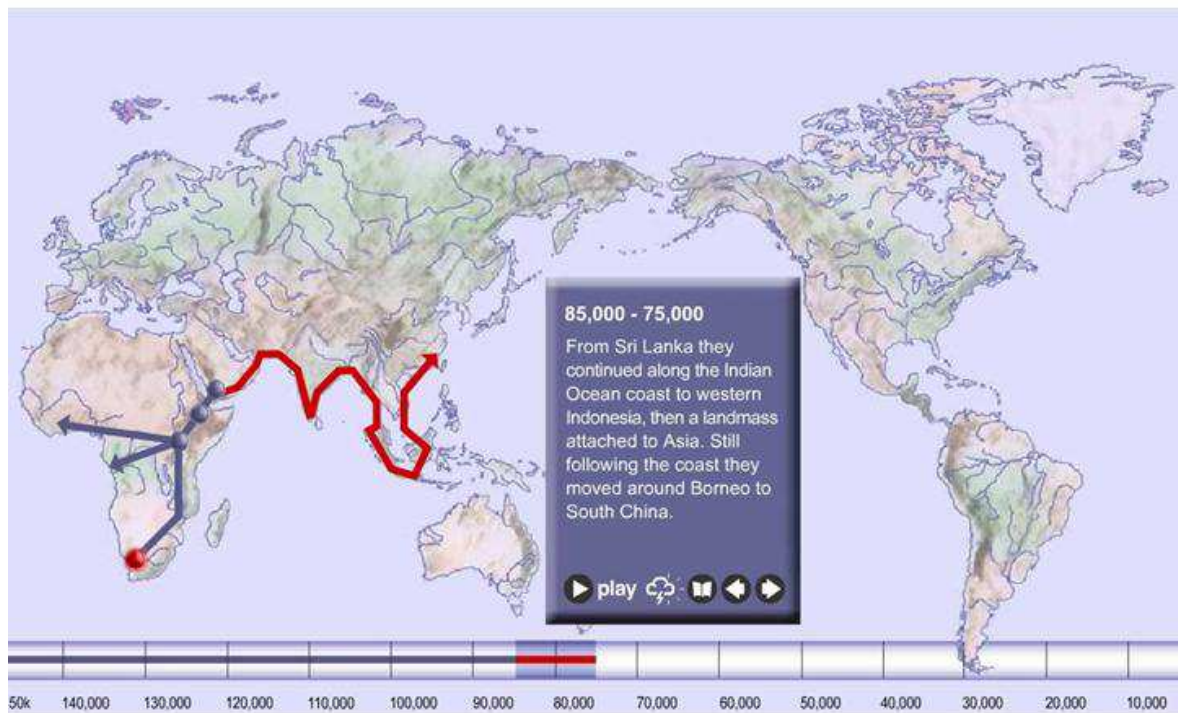 85,000 - 75,000
From Sri Lanka they
continued along the Indian
Ocean coast to western
Indonesia, then a landmass
attached to Asia. Still
following the coast they
moved around Borneo to
South China.
play
50k 140,000 130,000 120,000 110,000 100,000 90,000 80,000 70,000 60,000 50,000 40,000 30,000 20,000 10,000